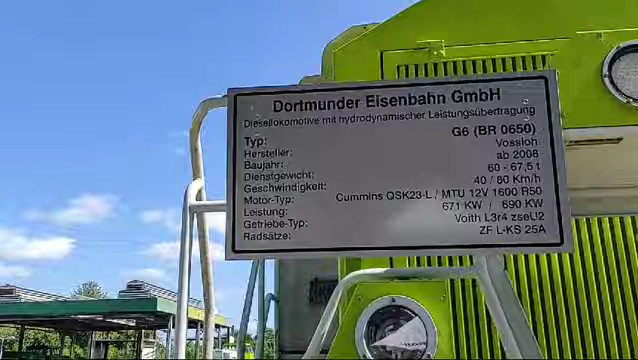 Dortmunder Eisenbahn GmbH
Diesellokomotive mit hydrodynamischer Leistungsübertragung
Typ: G6 (BR 0650)
Hersteller: Vossloh
Baujahr: ab 2008
Dienstgewicht: 60 - 67,5 t
Geschwindigkeit: 40 / 80 Km/h
Motor-Typ: Cummins QSK23-L / MTU 12V 1600 R50
Leistung: 671 KW / 690 KW
Getriebe-Typ: Voith L3r4 zseU2
Radsätze: ZF L-KS 25A